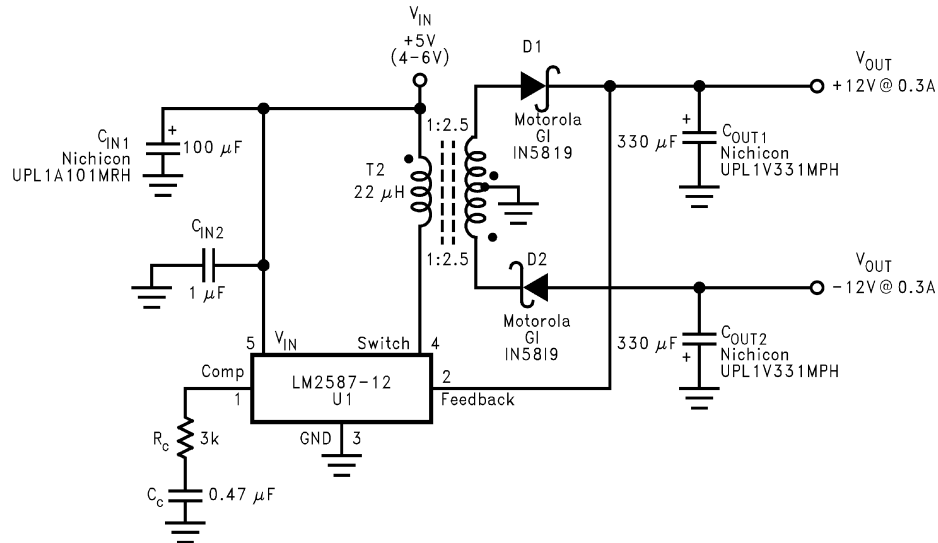 V_IN
+5V
(4-6V)
D1
Motorola
GI
IN5819
V_OUT
+12V@0.3A
C_IN1
Nichicon
UPL1A101MRH
+
100 µF
1:2.5
T2
22 µH
1:2.5
330 µF
+
C_OUT1
Nichicon
UPL1V331MPH
C_IN2
1 µF
D2
Motorola
GI
IN5819
V_OUT
-12V@0.3A
330 µF
+
C_OUT2
Nichicon
UPL1V331MPH
5
V_IN
Switch
4
Comp
1
LM2587-12
U1
2
Feedback
GND
3
R_C
3k
C_C
0.47 µF